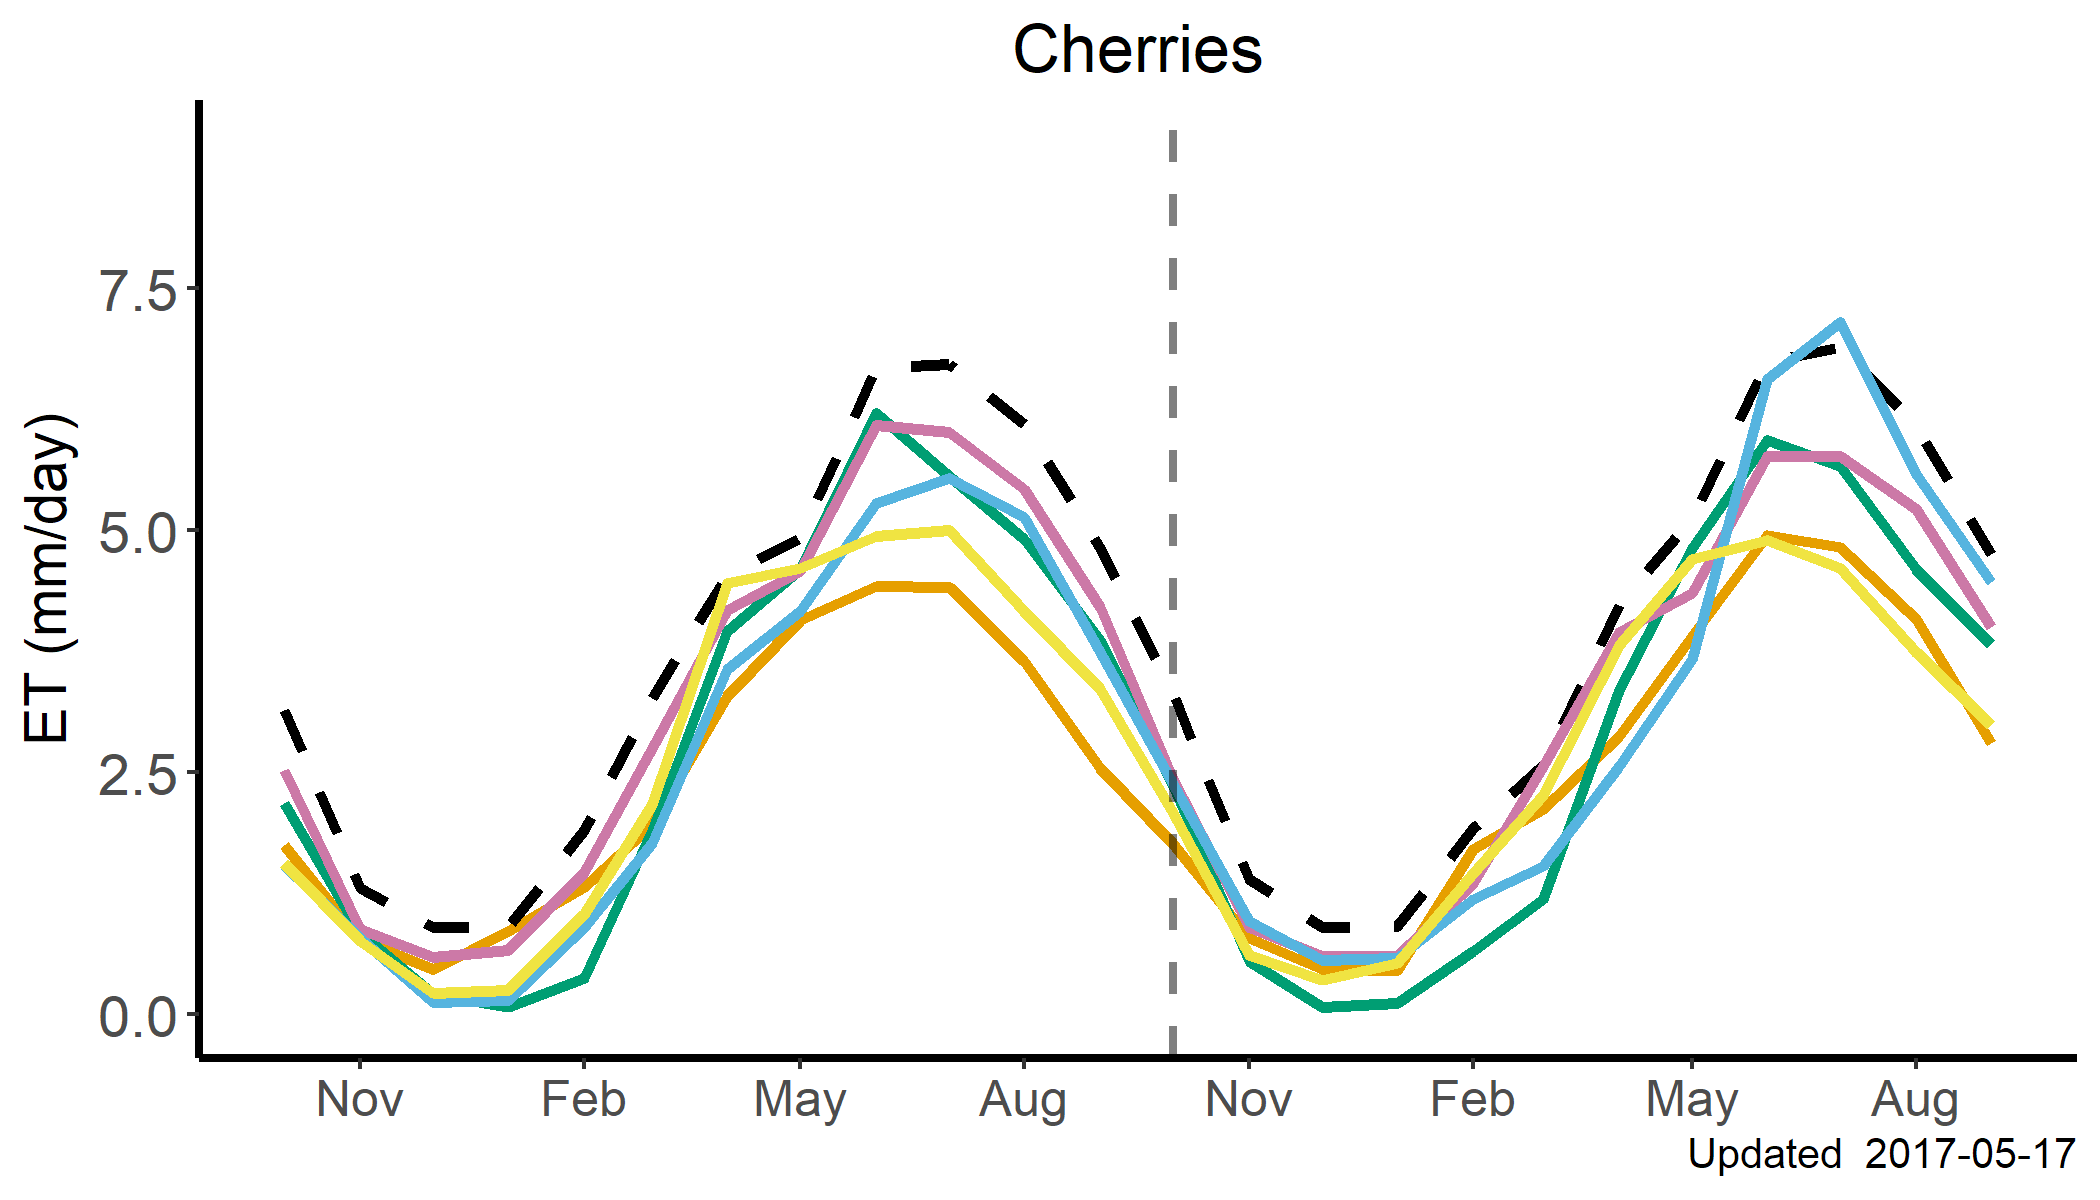 Cherries
ET (mm/day)
7.5
5.0
2.5
0.0
Nov Feb May Aug Nov Feb May Aug
Updated 2017-05-17